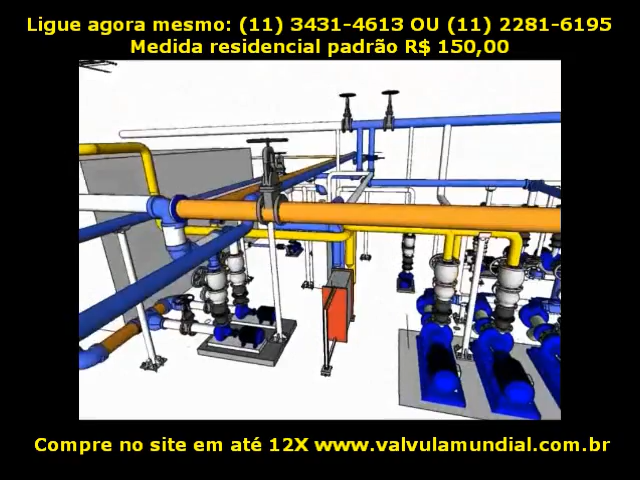 Ligue agora mesmo: (11) 3431-4613 OU (11) 2281-6195
Medida residencial padrão R$ 150,00
Compre no site em até 12X www.valvulamundial.com.br